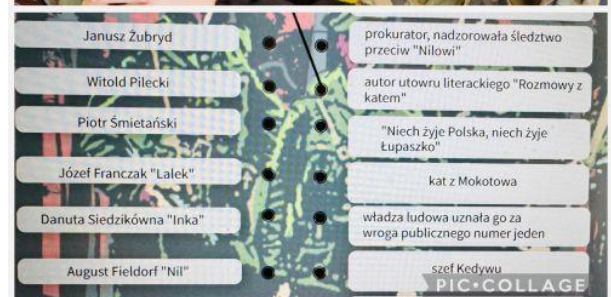 Janusz Żubryd
prokurator, nadzorowała śledztwo
przeciw "Nilowi"
Witold Pilecki
autor utowru literackiego "Rozmowy z
katem"
Piotr Śmietański
"Niech żyje Polska, niech żyje
Łupaszko"
Józef Franczak "Lalek"
kat z Mokotowa
Danuta Siedzikówna "Inka"
władza ludowa uznała go za
wroga publicznego numer jeden
August Fieldorf "Nil"
szef Kedywu
PIC•COLLAGE